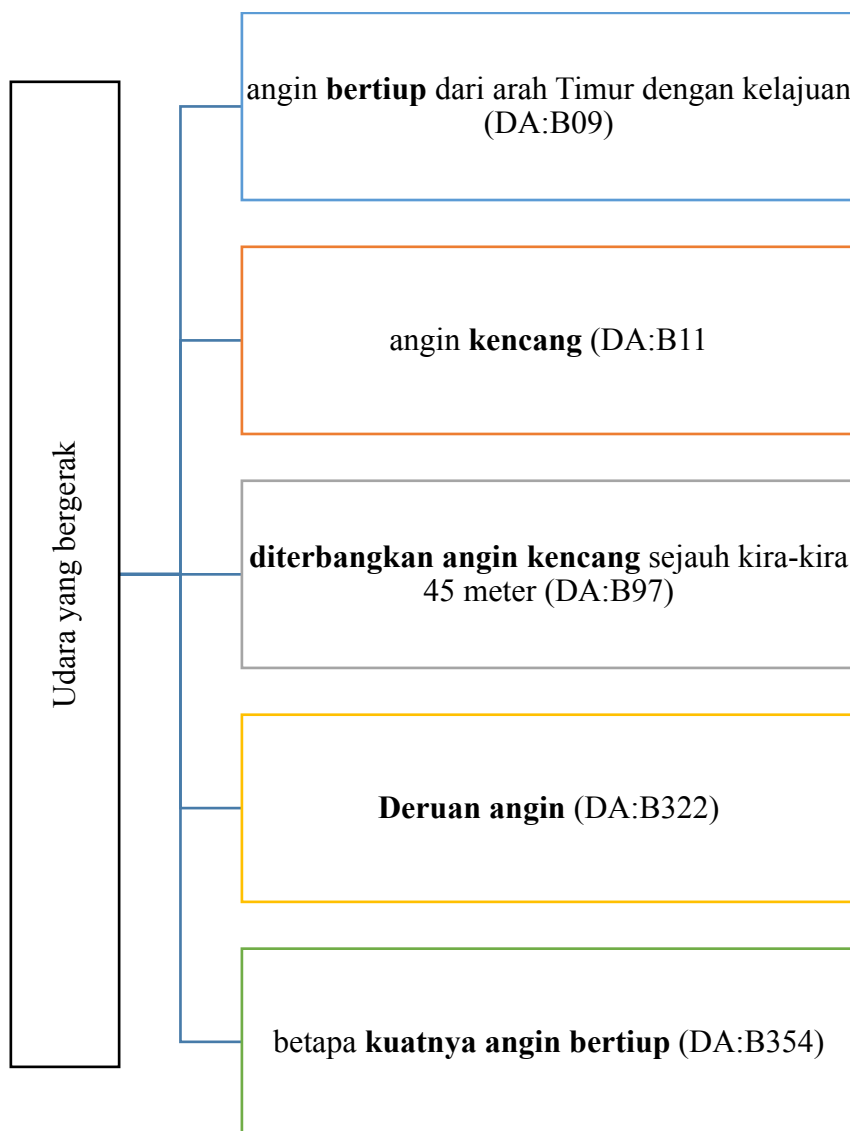 Udara yang bergerak
angin bertiup dari arah Timur dengan kelajuan
(DA:B09)
angin kencang (DA:B11
diterbangkan angin kencang sejauh kira-kira
45 meter (DA:B97)
Deruan angin (DA:B322)
betapa kuatnya angin bertiup (DA:B354)